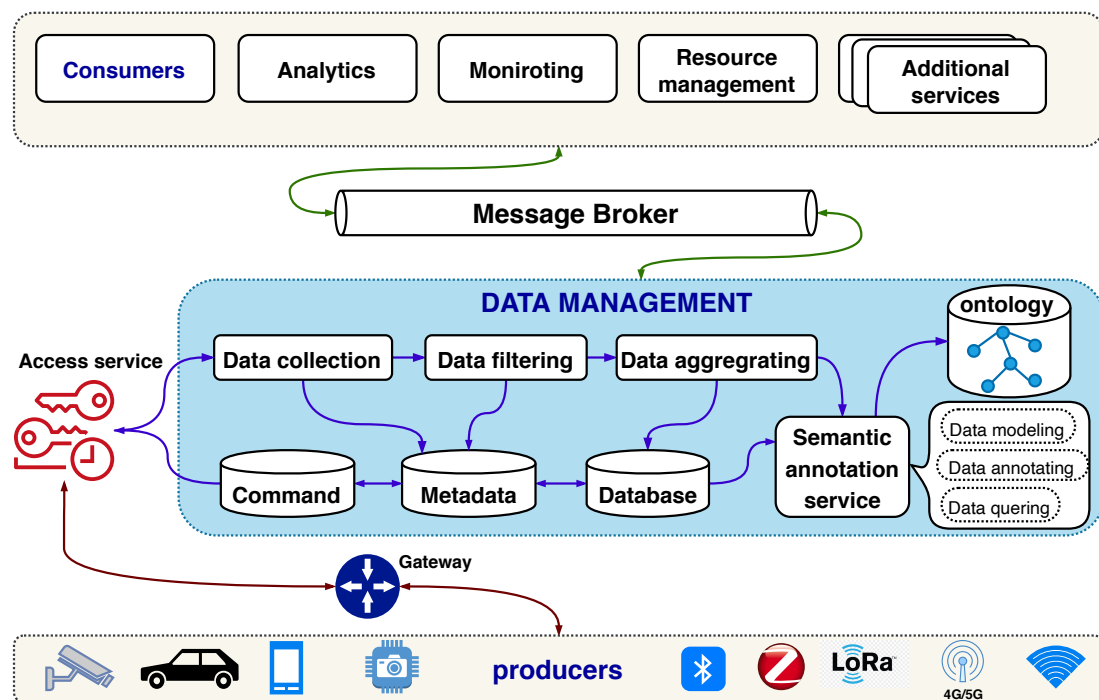 Consumers
Analytics
Moniroting
Resource
management
Additional
services
Message Broker
DATA MANAGEMENT
ontology
Access service
Data collection
Data filtering
Data aggregrating
Semantic
annotation
service
Command
Metadata
Database
Data modeling
Data annotating
Data quering
Gateway
producers
Z
LoRa
4G/5G